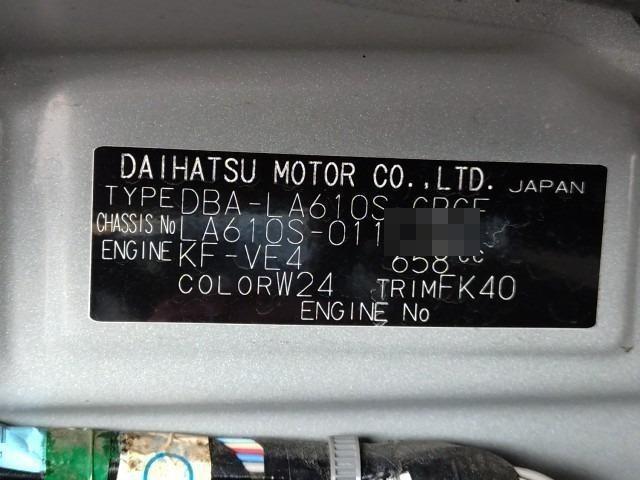 DAIHATSU MOTOR CO.,LTD. JAPAN
TYPE DBA-LA610S-
CHASSIS No LA610S-011
ENGINE KF-VE4 658cc
COLOR W24 TRIM FK40
ENGINE No